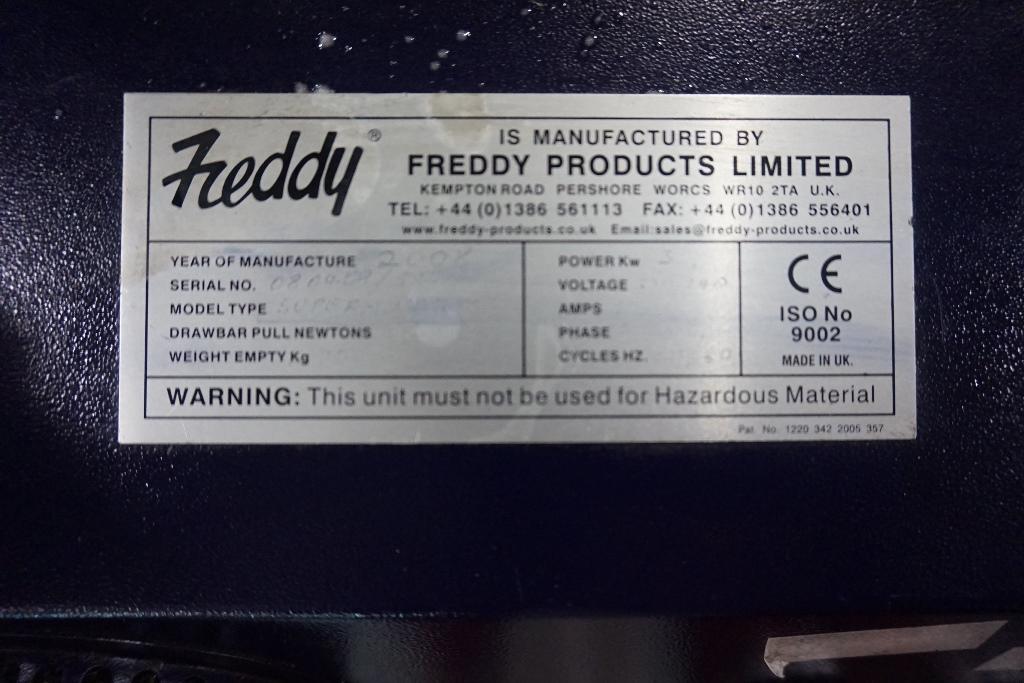 Freddy®
IS MANUFACTURED BY
FREDDY PRODUCTS LIMITED
KEMPTON ROAD PERSHORE WORCS WR10 2TA U.K.
TEL: +44 (0)1386 561113 FAX: +44 (0)1386 556401
www.freddy-products.co.uk Email:sales@freddy-products.co.uk
YEAR OF MANUFACTURE 2008
SERIAL NO.
MODEL TYPE SUPER
DRAWBAR PULL NEWTONS
WEIGHT EMPTY Kg
POWER Kw 3
VOLTAGE
AMPS
PHASE
CYCLES HZ.
CE
ISO No
9002
MADE IN UK.
WARNING: This unit must not be used for Hazardous Material
Pat. No. 1220 342 2005 357